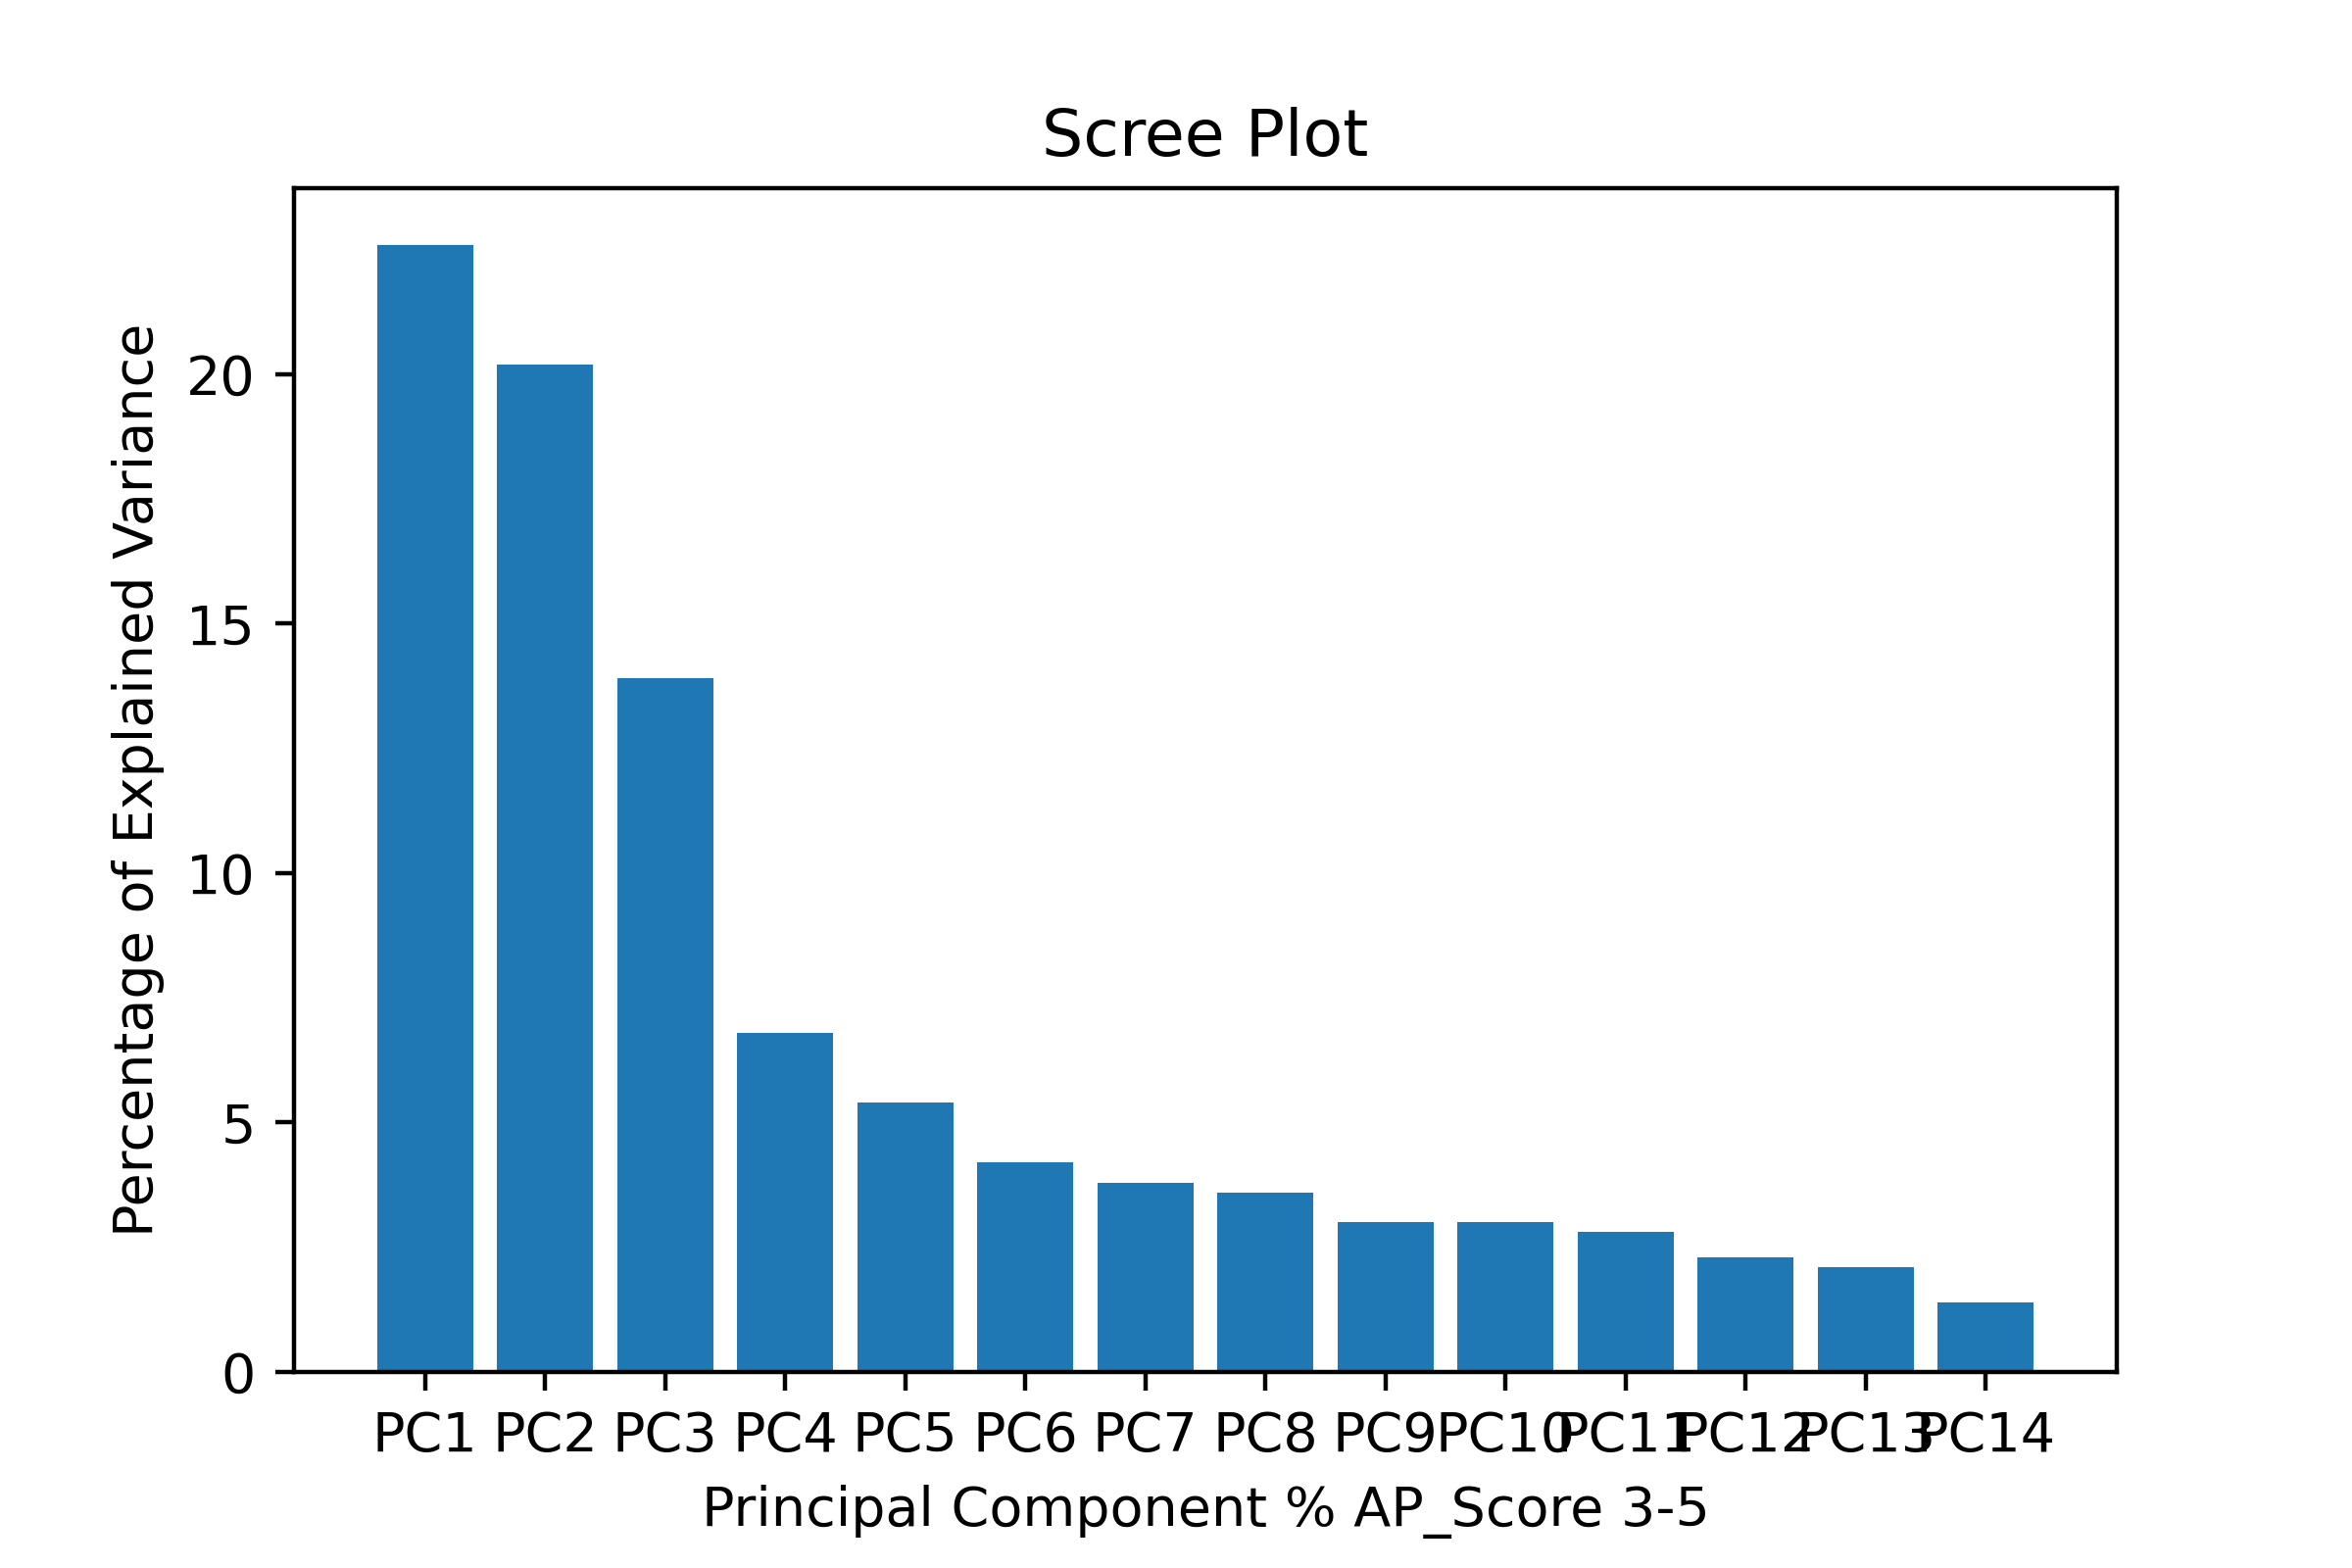 Scree Plot
Percentage of Explained Variance
20
15
10
5
0
PC1 PC2 PC3 PC4 PC5 PC6 PC7 PC8 PC9 PC10 PC11 PC12 PC13 PC14
Principal Component % AP_Score 3-5